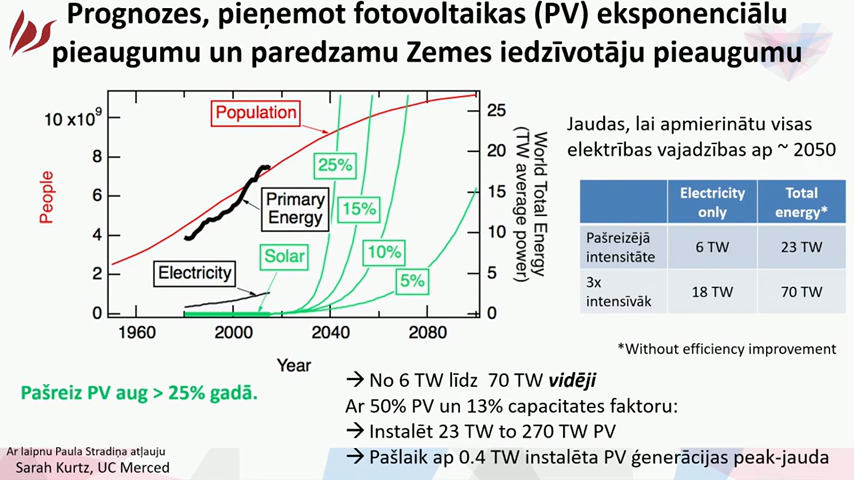 Prognozes, pieņemot fotovoltaikas (PV) eksponenciālu
pieaugumu un paredzamu Zemes iedzīvotāju pieaugumu
10 x10⁹
8
6
4
2
0
People
Population
Primary
Energy
Electricity
Solar
25%
15%
10%
5%
25
20
15
10
5
0
World Total Energy
(TW average power)
1960
2000
2040
2080
Year
Jaudas, lai apmierinātu visas
elektrības vajadzības ap ~ 2050
Electricity only
Total energy*
Pašreizējā intensitāte
6 TW
23 TW
3x intensīvāk
18 TW
70 TW
*Without efficiency improvement
Pašreiz PV aug > 25% gadā.
→ No 6 TW līdz 70 TW vidēji
Ar 50% PV un 13% capacitates faktoru:
→ Instalēt 23 TW to 270 TW PV
→ Pašlaik ap 0.4 TW instalēta PV ģenerācijas peak-jauda
Ar laipnu Paula Stradiņa atļauju
Sarah Kurtz, UC Merced